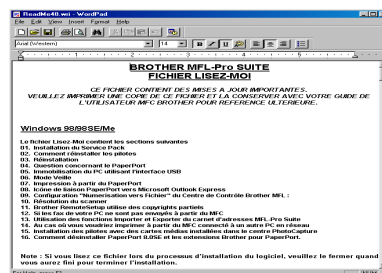 ReadMe40.wri - WordPad
File Edit View Insert Format Help
Arial (Western) 14
BROTHER MFL-Pro SUITE
FICHIER LISEZ-MOI
CE FICHIER CONTIENT DES MISES A JOUR IMPORTANTES.
VEUILLEZ IMPRIMER UNE COPIE DE CE FICHIER ET LA CONSERVER AVEC VOTRE GUIDE DE
L'UTILISATEUR MFC BROTHER POUR REFERENCE ULTERIEURE.
Windows 98/98SE/Me
Le fichier Lisez-Moi contient les sections suivantes
01. Installation du Service Pack
02. Comment réinstaller les pilotes
03. Réinstallation
04. Question concernant le PaperPort
05. Immobilisation du PC utilisant l'interface USB
06. Mode Veille
07. Impression à partir du PaperPort
08. Icône de liaison PaperPort vers Microsoft Outlook Express
09. Configuration "Numérisation vers Fichier" du Centre de Contrôle Brother MFL :
10. Résolution du scanner
11. Brother RemoteSetup utilise des copyrights partiels
12. Si les fax de votre PC ne sont pas envoyés à partir du MFC
13. Utilisation des fonctions Importer et Exporter du carnet d'adresses MFL-Pro Suite
14. Au cas où vous voudriez imprimer à partir du MFC connecté à un autre PC en réseau
15. Installation des pilotes avec des cartes médias installées dans le centre PhotoCapture
16. Comment désinstaller PaperPort 8.0SE et les extensions Brother pour PaperPort.
Note : Si vous lisez ce fichier lors du processus d'installation du logiciel, veuillez le fermer quand
vous aurez fini pour terminer l'installation.